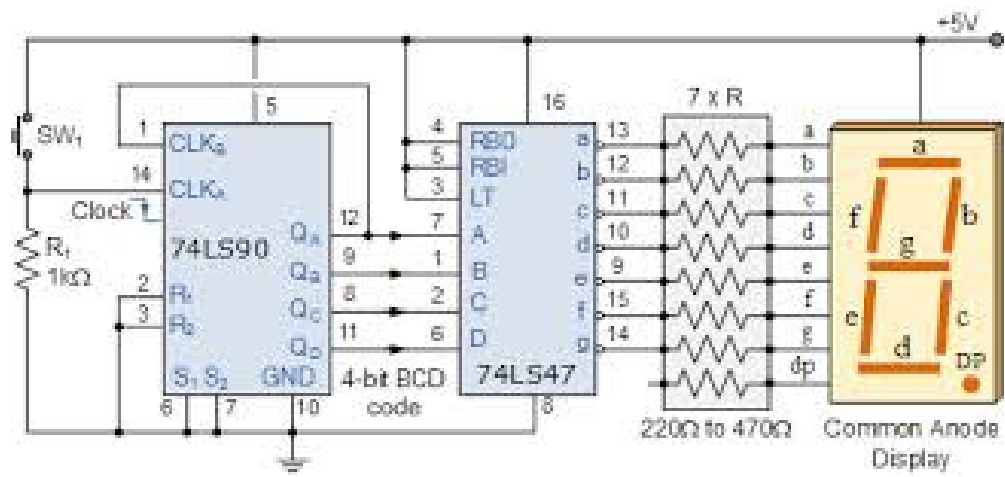 +5V
5
16
7 x R
SW₁
1
CLKB
14
CLKA
Clock
74LS90
R₁
1kΩ
2
R₁
3
R₂
S₁ S₂
GND
6
7
10
QA
12
QB
9
QC
8
QD
11
4-bit BCD
code
4
RBO
5
RBI
3
LT
7
A
1
B
2
C
6
D
74LS47
8
a 13
b 12
c 11
d 10
e 9
f 15
g 14
a
b
c
d
e
f
g
dp
220Ω to 470Ω
a
f
b
g
e
c
d
DP
Common Anode
Display